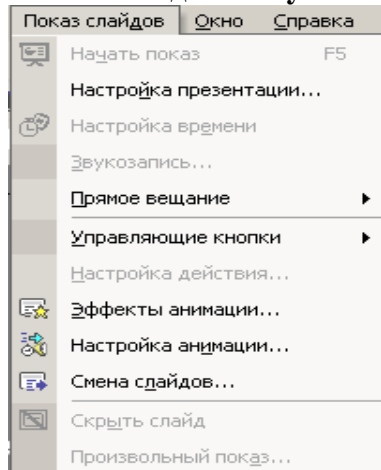 Показ слайдов Окно Справка
Начать показ F5
Настройка презентации...
Настройка времени
Звукозапись...
Прямое вещание
Управляющие кнопки
Настройка действия...
Эффекты анимации...
Настройка анимации...
Смена слайдов...
Скрыть слайд
Произвольный показ...